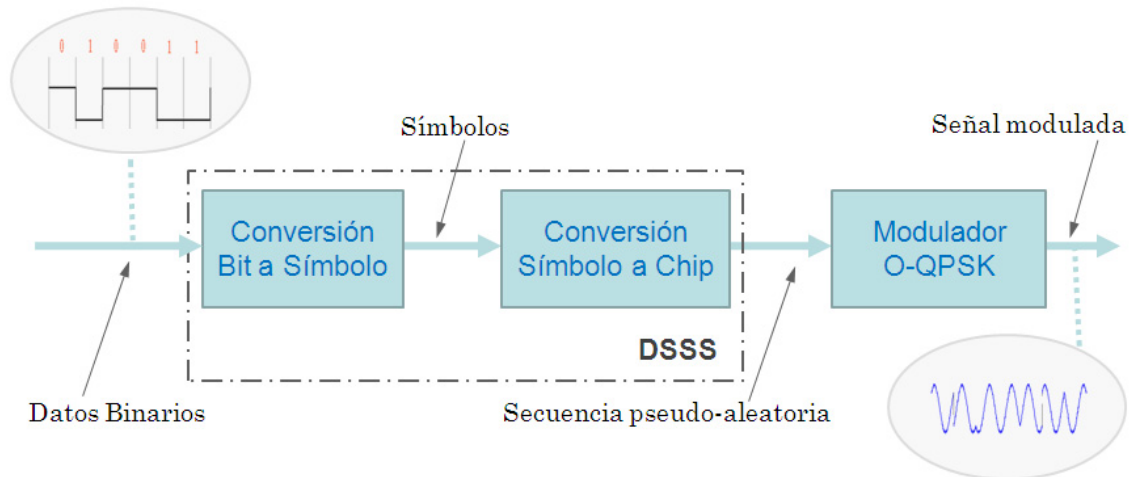 0 1 0 0 1 1
Símbolos
Señal modulada
Conversión
Bit a Símbolo
Conversión
Símbolo a Chip
Modulador
O-QPSK
DSSS
Datos Binarios
Secuencia pseudo-aleatoria